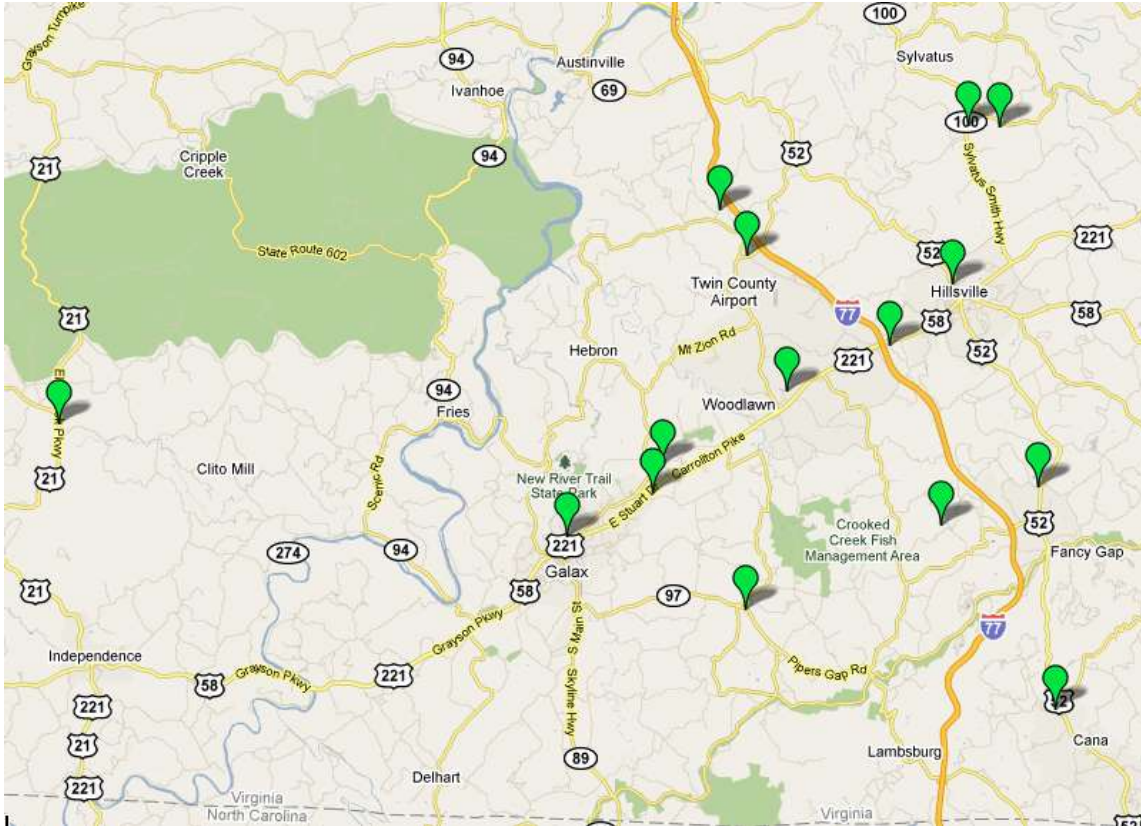 Grayson Turnpike
100
Sylvatus
94
Austinville
Ivanhoe
69
100
52
21
Cripple
Creek
94
Sylvatus Smith Hwy
State Route 602
52
221
Twin County
Airport
Hillsville
77
58
58
21
Mt Zion Rd
Hebron
221
52
94
Fries
Woodlawn
Pkwy
Clito Mill
21
Scenic Rd
New River Trail
State Park
E Stuart
Carrollton Pike
Crooked
Creek Fish
Management Area
52
Fancy Gap
274
94
221
Galax
58
21
97
S Main St
77
Independence
Grayson Pkwy
58
Grayson Pkwy
221
Pipers Gap Rd
221
Skyline Hwy
21
Cana
89
Lambsburg
Delhart
221
Virginia
North Carolina
Virginia